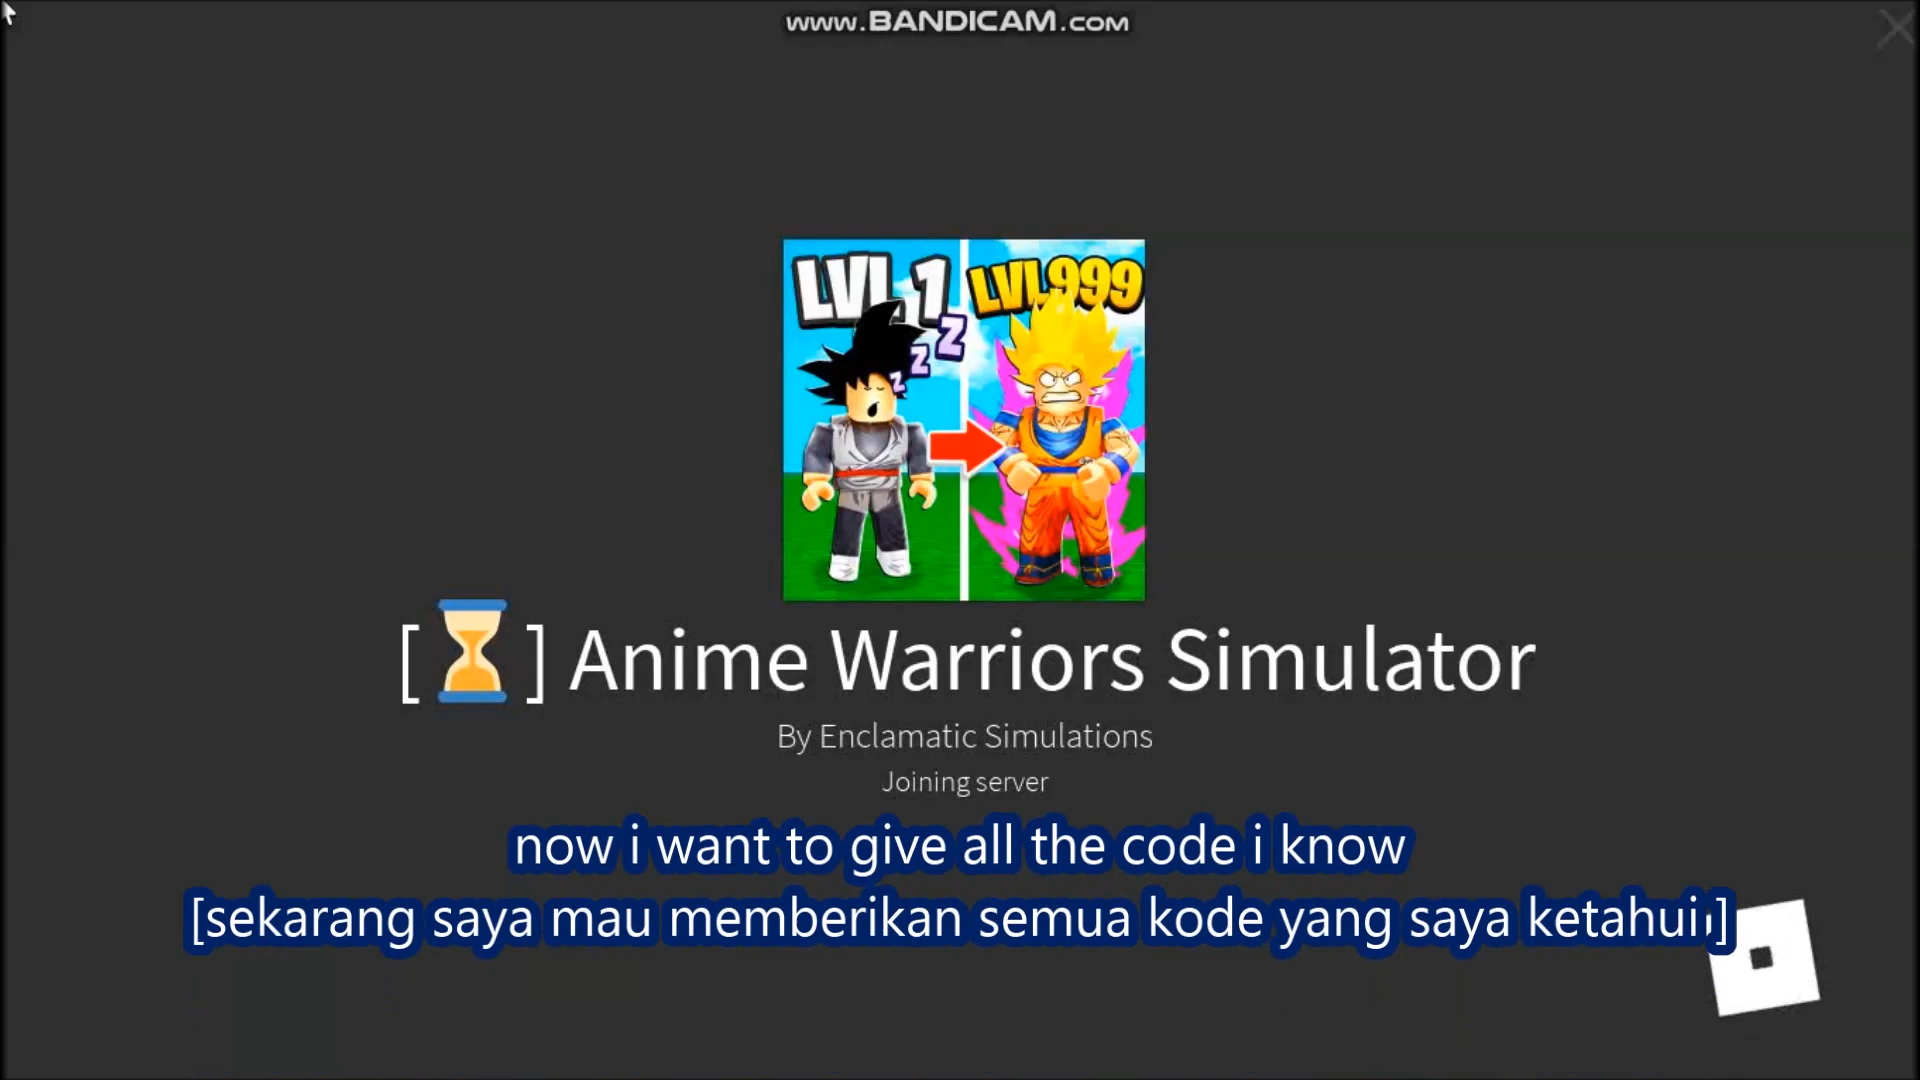 www.BANDICAM.com
LVL 1
LVL 999
z z Z
[⏳] Anime Warriors Simulator
By Enclamatic Simulations
Joining server
now i want to give all the code i know
[sekarang saya mau memberikan semua kode yang saya ketahui]